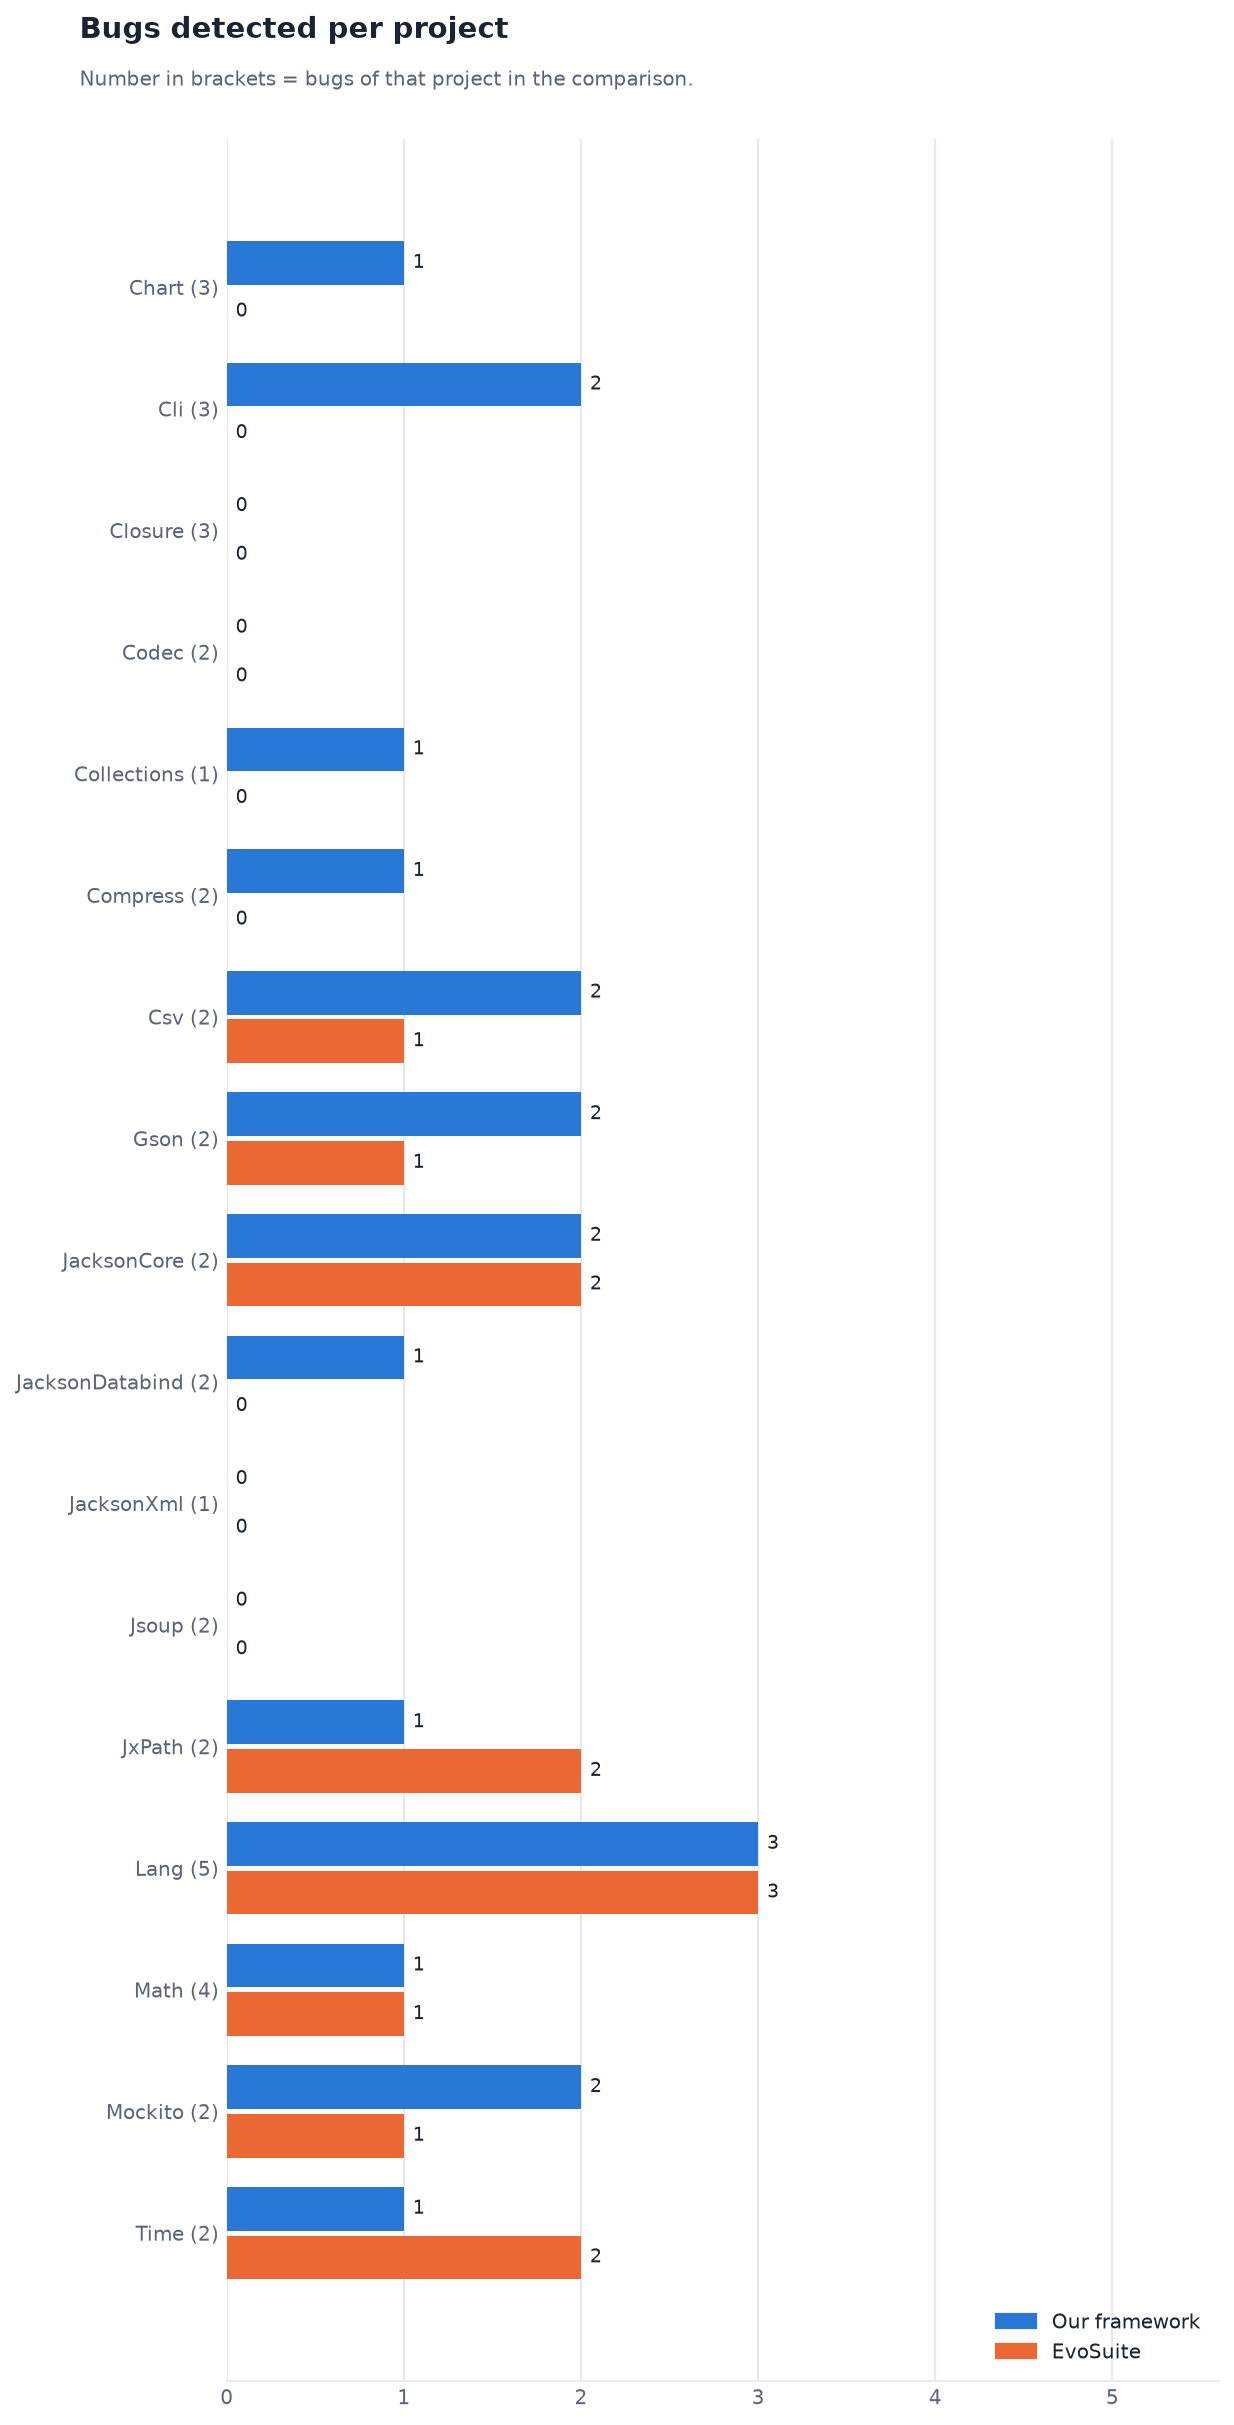 Bugs detected per project
Number in brackets = bugs of that project in the comparison.
1
Chart (3)
0
2
Cli (3)
0
0
Closure (3)
0
0
Codec (2)
0
1
Collections (1)
0
1
Compress (2)
0
2
Csv (2)
1
2
Gson (2)
1
2
JacksonCore (2)
2
1
JacksonDatabind (2)
0
0
JacksonXml (1)
0
0
Jsoup (2)
0
1
JxPath (2)
2
3
Lang (5)
3
1
Math (4)
1
2
Mockito (2)
1
1
Time (2)
2
Our framework
EvoSuite
0 1 2 3 4 5